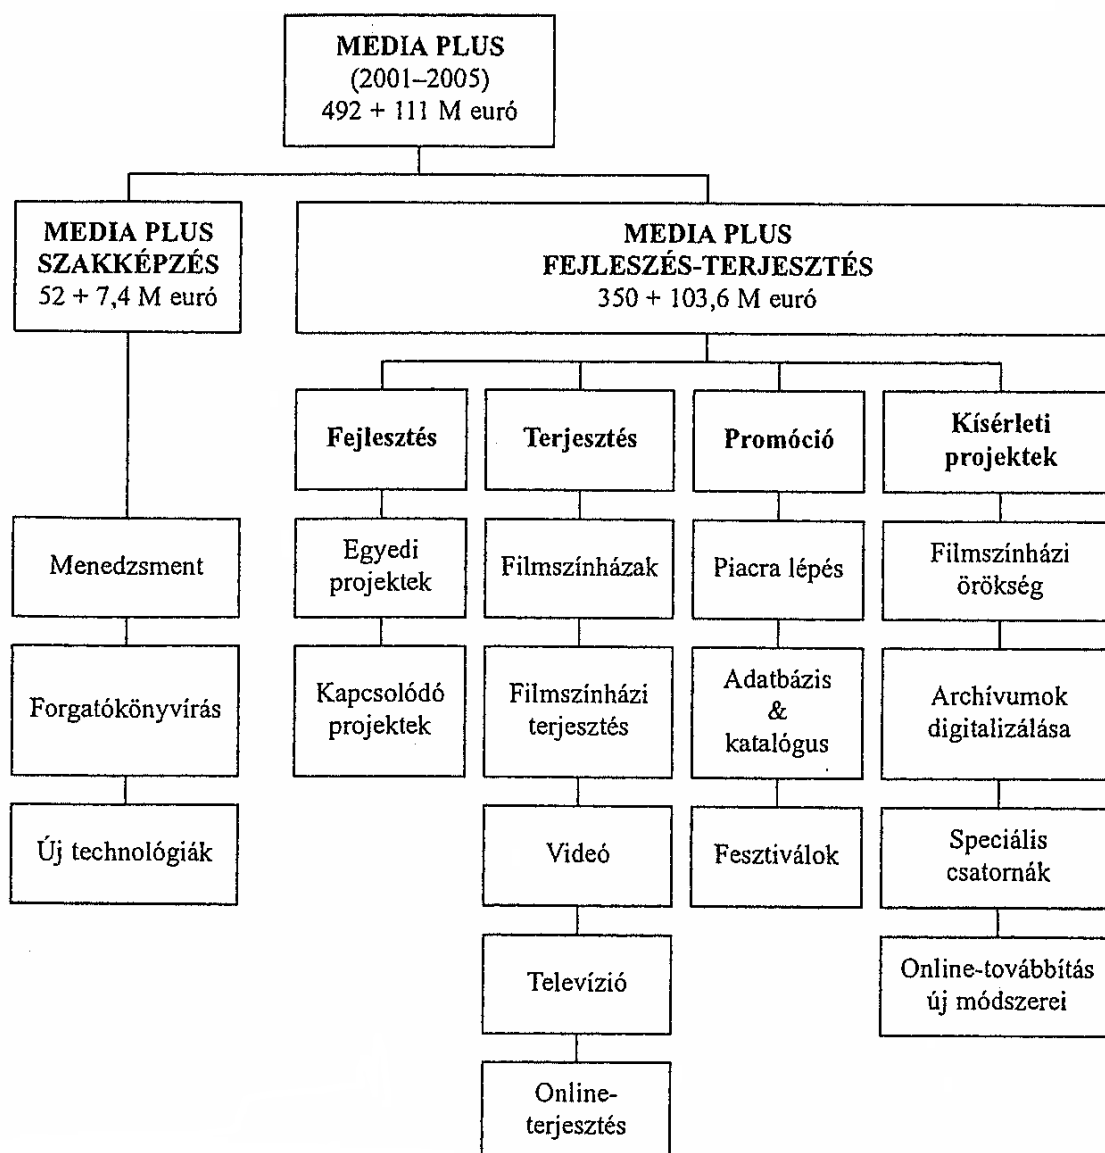 MEDIA PLUS
(2001–2005)
492 + 111 M euró
MEDIA PLUS
SZAKKÉPZÉS
52 + 7,4 M euró
MEDIA PLUS
FEJLESZÉS-TERJESZTÉS
350 + 103,6 M euró
Fejlesztés
Terjesztés
Promóció
Kísérleti
projektek
Menedzsment
Egyedi
projektek
Filmszínházak
Piacra lépés
Filmszínházi
örökség
Forgatókönyvírás
Kapcsolódó
projektek
Filmszínházi
terjesztés
Adatbázis
&
katalógus
Archívumok
digitalizálása
Új technológiák
Videó
Fesztiválok
Speciális
csatornák
Televízió
Online-továbbítás
új módszerei
Online-
terjesztés